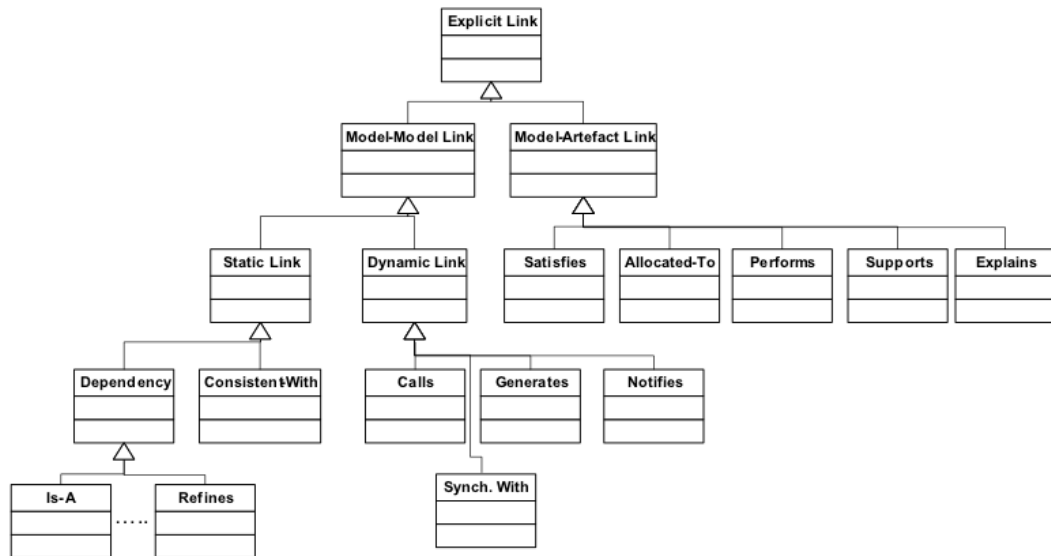 Explicit Link
Model-Model Link
Model-Artefact Link
Static Link
Dynamic Link
Satisfies
Allocated-To
Performs
Supports
Explains
Dependency
Consistent-With
Calls
Generates
Notifies
Is-A
.....
Refines
Synch. With